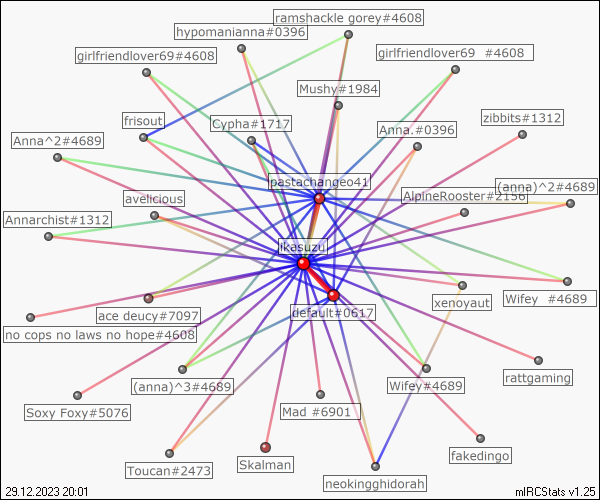 ramshackle gorey#4608
hypomanianna#0396
girlfriendlover69#4608
girlfriendlover69 #4608
Mushy#1984
frisout
Cypha#1717
zibbits#1312
Anna.#0396
Anna^2#4689
pastachangeo41
(anna)^2#4689
AlpineRooster#2156
avelicious
Annarchist#1312
ikasuzu
Wifey #4689
xenoyaut
default#0617
ace deucy#7097
no cops no laws no hope#4608
rattgaming
(anna)^3#4689
Wifey#4689
Soxy Foxy#5076
Mad #6901
fakedingo
Skalman
Toucan#2473
neokingghidorah
29.12.2023 20:01
mIRCStats v1.25